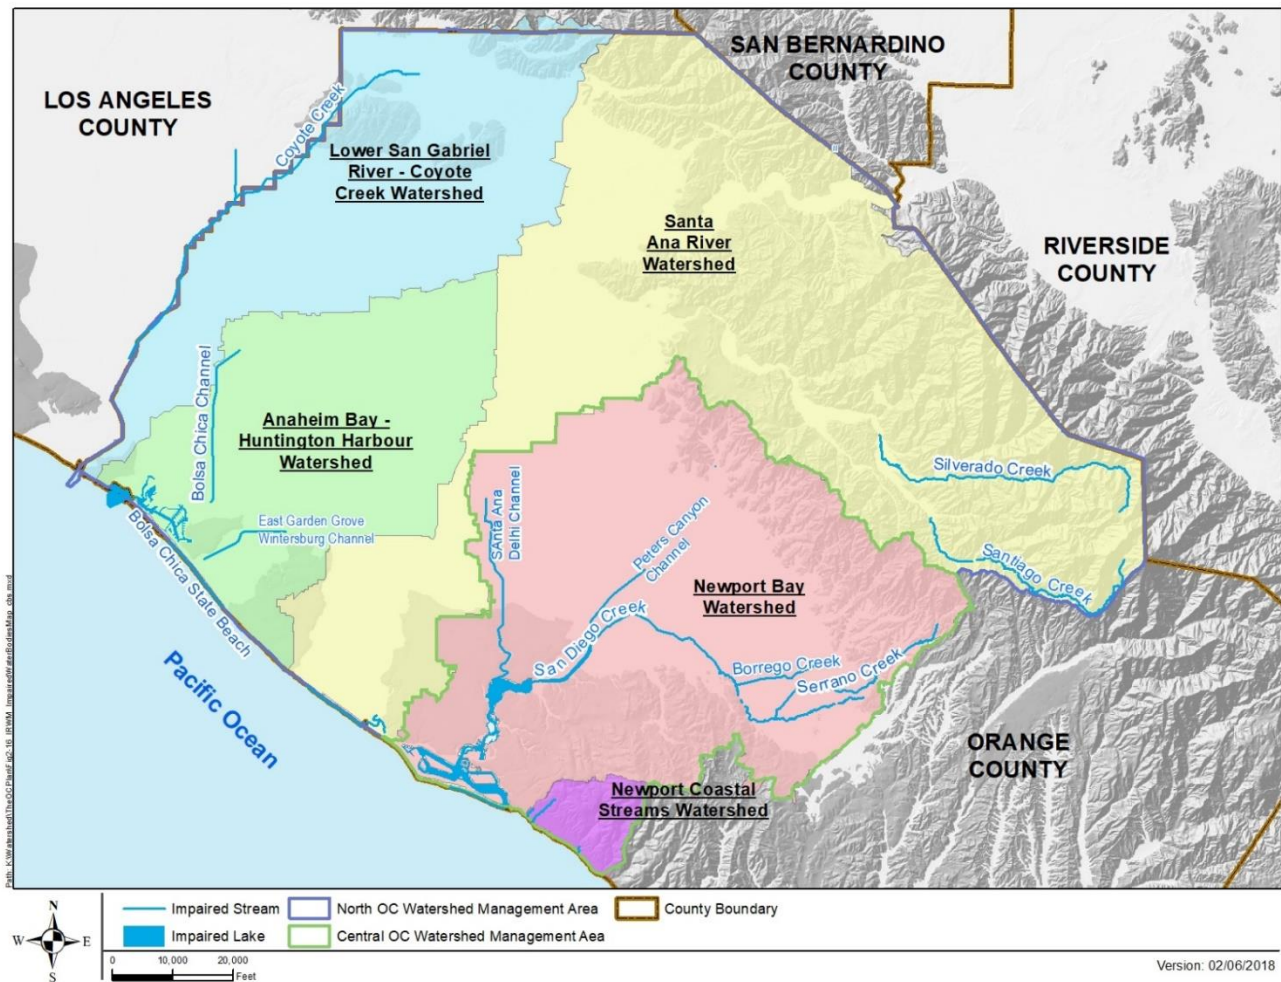 SAN BERNARDINO
COUNTY
LOS ANGELES
COUNTY
Coyote Creek
Lower San Gabriel
River - Coyote
Creek Watershed
Santa
Ana River
Watershed
RIVERSIDE
COUNTY
Bolsa Chica Channel
Anaheim Bay -
Huntington Harbour
Watershed
Silverado Creek
SAnta Ana
Delhi Channel
East Garden Grove
Wintersburg Channel
Bolsa Chica State Beach
Peters Canyon
Channel
Santiago Creek
Newport Bay
Watershed
San Diego Creek
Borrego Creek
Serrano Creek
Pacific Ocean
ORANGE
COUNTY
Newport Coastal
Streams Watershed
N
W
E
S
Impaired Stream
North OC Watershed Management Area
County Boundary
Impaired Lake
Central OC Watershed Management Aea
0 10,000 20,000
Feet
Version: 02/06/2018